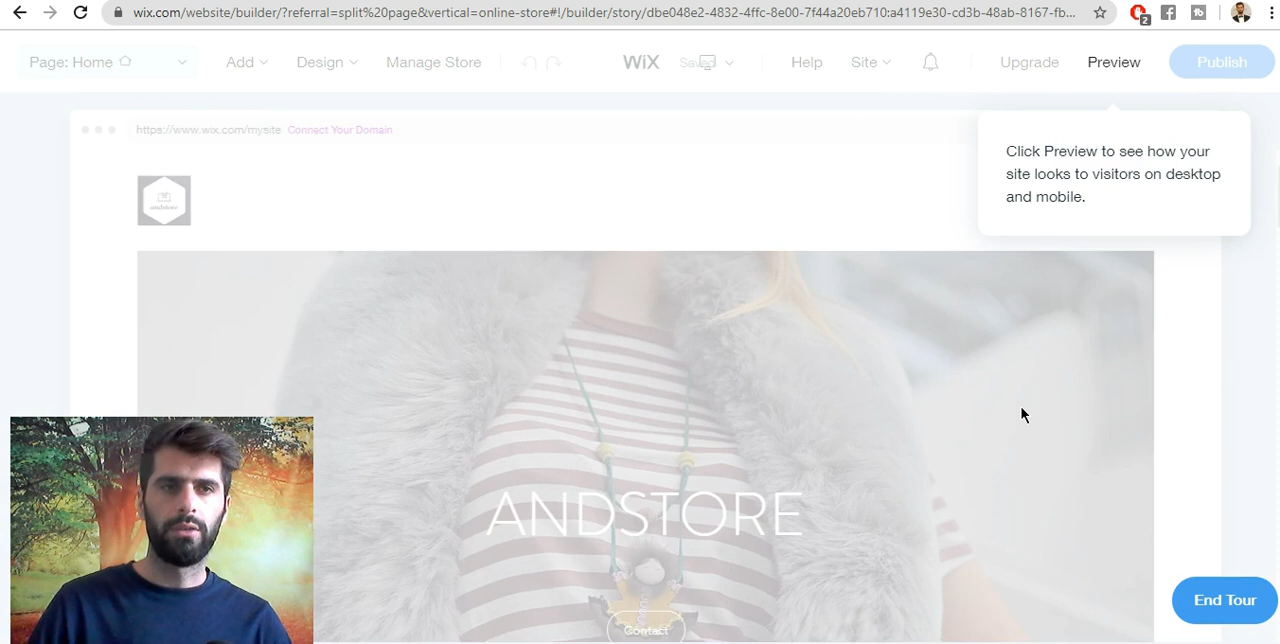 wix.com/website/builder/?referral=split%20page&vertical=online-store#!/builder/story/dbe048e2-4832-4ffc-8e00-7f44a20eb710:a4119e30-cd3b-48ab-8167-fb...
2
Page: Home Add Design Manage Store WiX Saved Help Site Upgrade Preview Publish
https://www.wix.com/mysite Connect Your Domain
Click Preview to see how your
site looks to visitors on desktop
and mobile.
andstore
ANDSTORE
Contact
End Tour